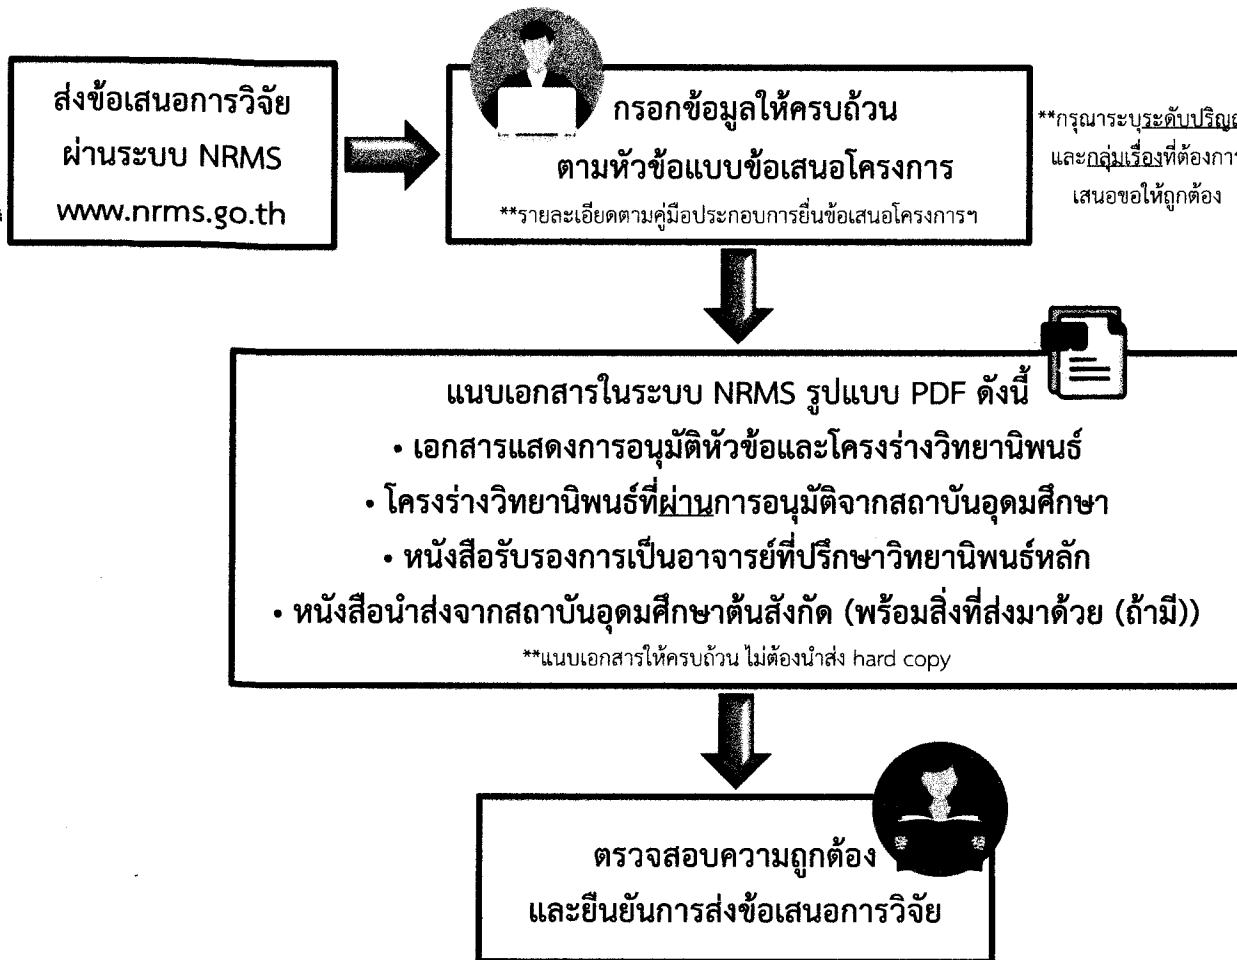 ส่งข้อเสนอการวิจัย
ผ่านระบบ NRMS
www.nrms.go.th
กรอกข้อมูลให้ครบถ้วน
ตามหัวข้อแบบข้อเสนอโครงการ
**รายละเอียดตามคู่มือประกอบการยื่นข้อเสนอโครงการฯ
**กรุณาระบุระดับ
และกลุ่มเรื่องที่ต้องการ
เสนอขอให้ถูกต้อง
แนบเอกสารในระบบ NRMS รูปแบบ PDF ดังนี้
• เอกสารแสดงการอนุมัติหัวข้อและโครงร่างวิทยานิพนธ์
• โครงร่างวิทยานิพนธ์ที่ผ่านการอนุมัติจากสถาบันอุดมศึกษา
• หนังสือรับรองการเป็นอาจารย์ที่ปรึกษาวิทยานิพนธ์หลัก
• หนังสือนำส่งจากสถาบันอุดมศึกษาต้นสังกัด (พร้อมสิ่งที่ส่งมาด้วย (ถ้ามี))
**แนบเอกสารให้ครบถ้วน ไม่ต้องนำส่ง hard copy
ตรวจสอบความถูกต้อง
และยืนยันการส่งข้อเสนอการวิจัย